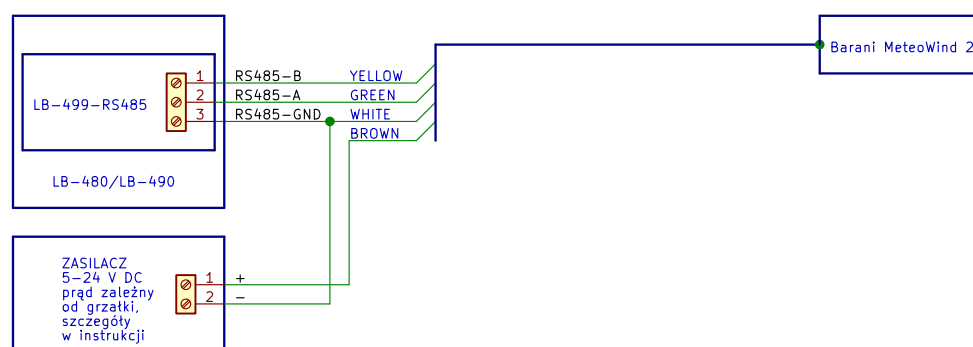 Barani MeteoWind 2
LB-499-RS485
1 RS485-B YELLOW
2 RS485-A GREEN
3 RS485-GND WHITE
BROWN
LB-480/LB-490
ZASILACZ
5-24 V DC
prąd zależny
od grzałki,
szczegóły
w instrukcji
1 +
2 -